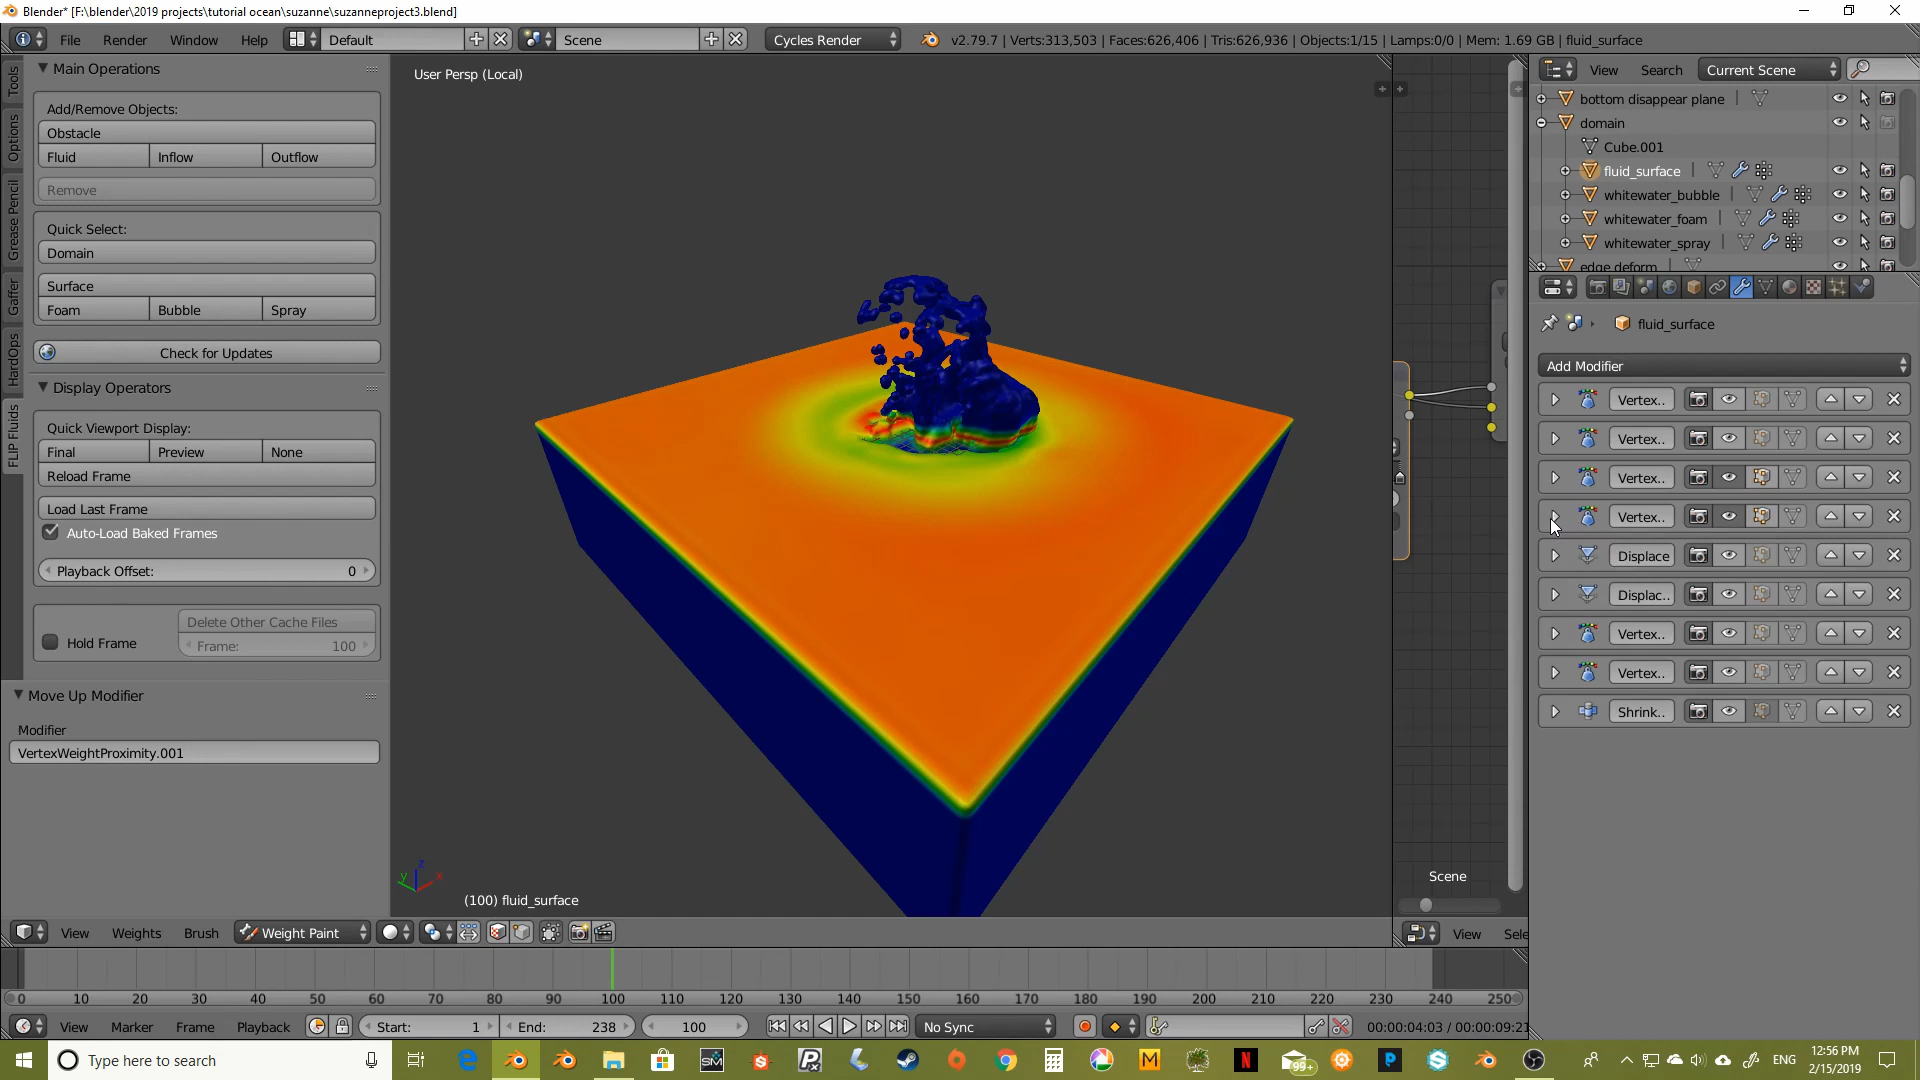 Blender* [F:\blender\2019 projects\tutorial ocean\suzanne\suzanneproject3.blend]
File Render Window Help Default Scene Cycles Render v2.79.7 | Verts:313,503 | Faces:626,406 | Tris:626,936 | Objects:1/15 | Lamps:0/0 | Mem: 1.69 GB | fluid_surface
Tools
Options
Grease Pencil
Gaffer
HardOps
FLIP Fluids
Main Operations
Add/Remove Objects:
Obstacle
Fluid Inflow Outflow
Remove
Quick Select:
Domain
Surface
Foam Bubble Spray
Check for Updates
Display Operators
Quick Viewport Display:
Final Preview None
Reload Frame
Load Last Frame
Auto-Load Baked Frames
Playback Offset: 0
Delete Other Cache Files
Hold Frame Frame: 100
Move Up Modifier
Modifier
VertexWeightProximity.001
User Persp (Local)
z
y x
(100) fluid_surface
View Weights Brush Weight Paint
Scene
View Sele
View Search Current Scene
bottom disappear plane
domain
Cube.001
fluid_surface
whitewater_bubble
whitewater_foam
whitewater_spray
edge deform
fluid_surface
Add Modifier
Vertex..
Vertex..
Vertex..
Vertex..
Displace
Displac..
Vertex..
Vertex..
Shrink..
0 10 20 30 40 50 60 70 80 90 100 110 120 130 140 150 160 170 180 190 200 210 220 230 240 250
View Marker Frame Playback Start: 1 End: 238 100 No Sync 00:00:04:03 / 00:00:09:21
Type here to search
SM
M
N
99+
P
S
ENG
12:56 PM
2/15/2019